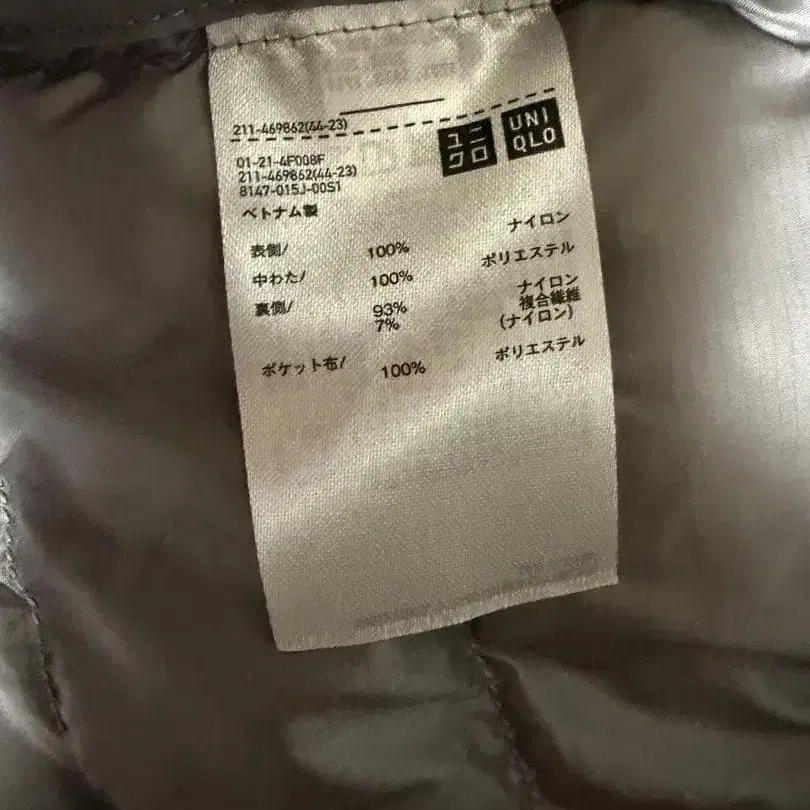 211-469862(44-23)
ユニ
クロ
UNI
QLO
01-21-4F008F
211-469862(44-23)
8147-015J-00S1
ベトナム製
表側/ 100% ナイロン
中わた/ 100% ポリエステル
裏側/ 93% ナイロン
7% 複合繊維
(ナイロン)
ポケット布/ 100% ポリエステル